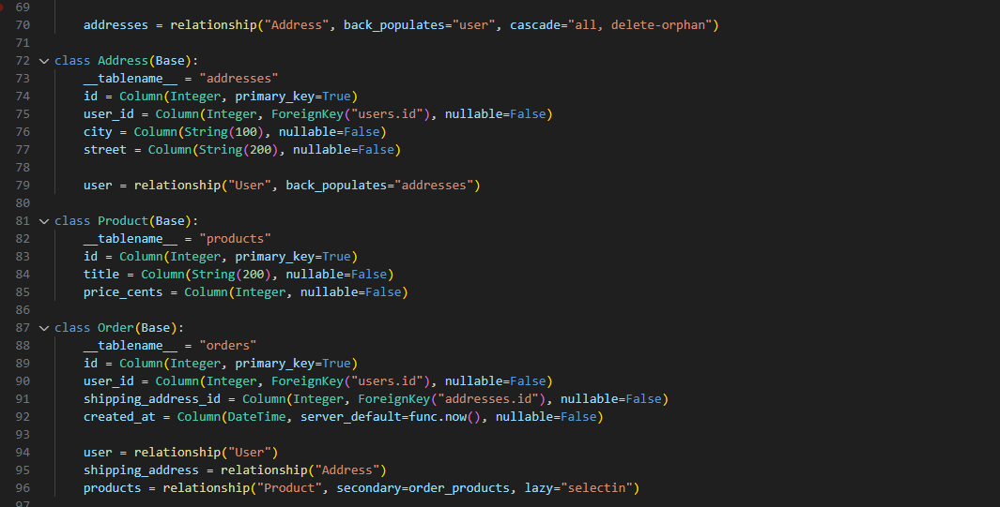 69
70 addresses = relationship("Address", back_populates="user", cascade="all, delete-orphan")
71
72 class Address(Base):
73     __tablename__ = "addresses"
74     id = Column(Integer, primary_key=True)
75     user_id = Column(Integer, ForeignKey("users.id"), nullable=False)
76     city = Column(String(100), nullable=False)
77     street = Column(String(200), nullable=False)
78
79     user = relationship("User", back_populates="addresses")
80
81 class Product(Base):
82     __tablename__ = "products"
83     id = Column(Integer, primary_key=True)
84     title = Column(String(200), nullable=False)
85     price_cents = Column(Integer, nullable=False)
86
87 class Order(Base):
88     __tablename__ = "orders"
89     id = Column(Integer, primary_key=True)
90     user_id = Column(Integer, ForeignKey("users.id"), nullable=False)
91     shipping_address_id = Column(Integer, ForeignKey("addresses.id"), nullable=False)
92     created_at = Column(DateTime, server_default=func.now(), nullable=False)
93
94     user = relationship("User")
95     shipping_address = relationship("Address")
96     products = relationship("Product", secondary=order_products, lazy="selectin")
97